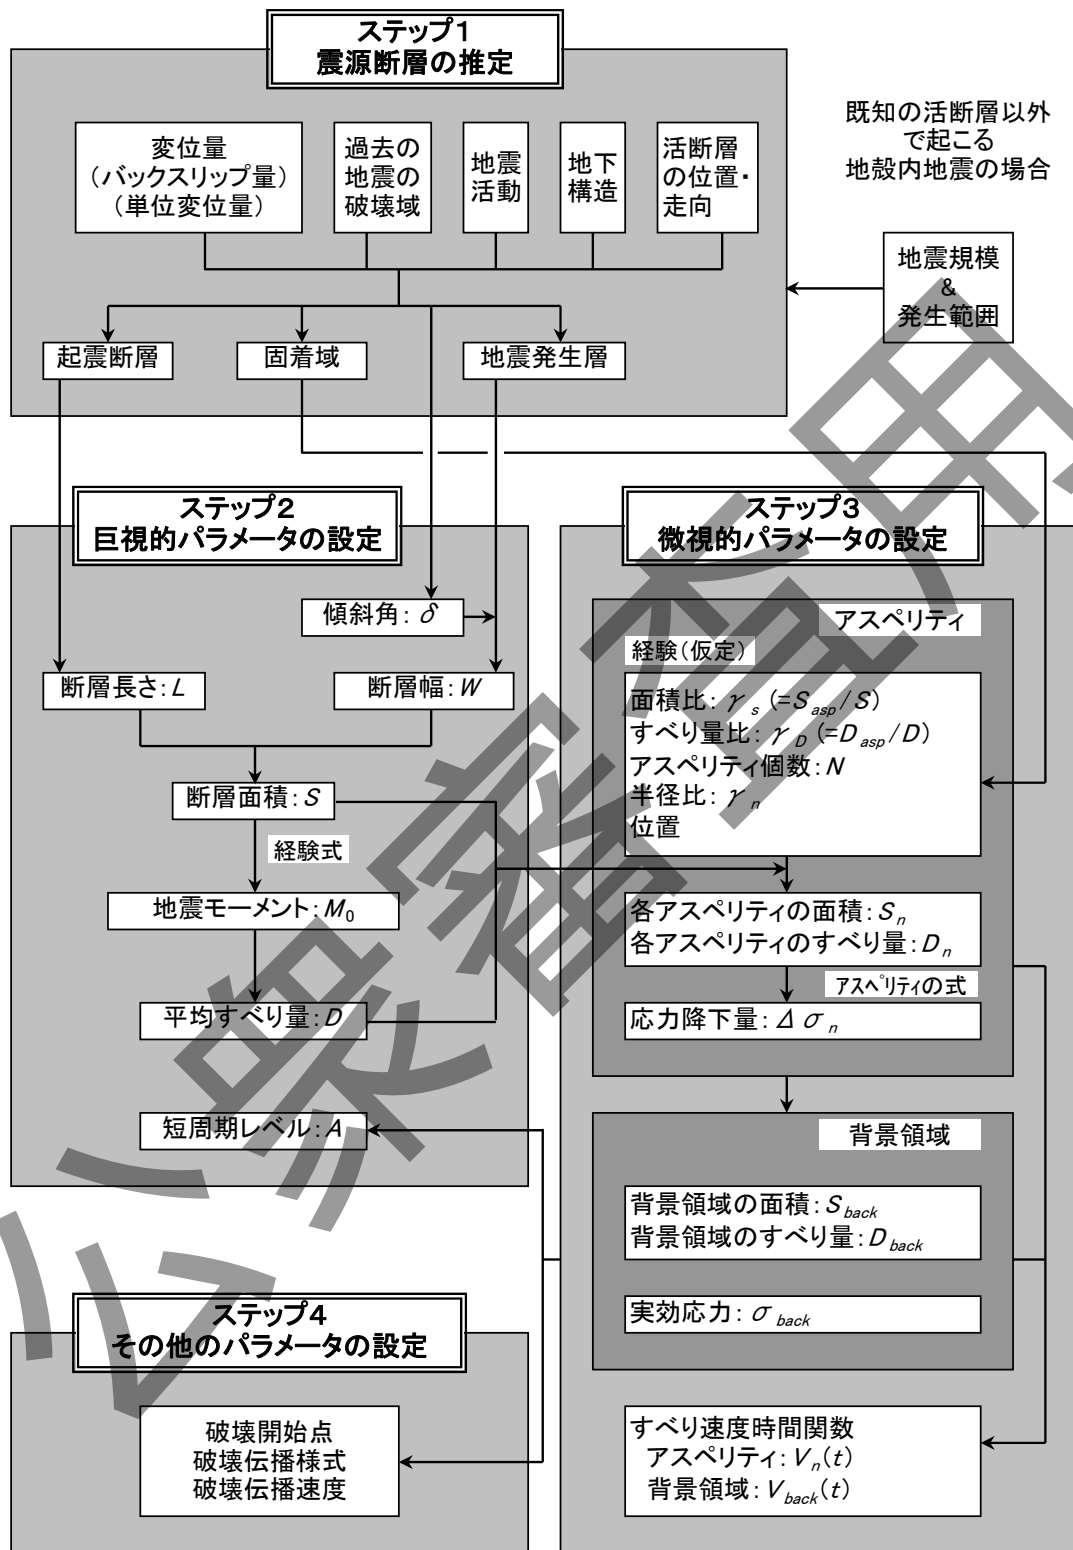 ステップ1
震源断層の推定
変位量
(バックスリップ量)
(単位変位量)
過去の
地震の
破壊域
地震
活動
地下
構造
活断層
の位置・
走向
既知の活断層以外
で起こる
地殻内地震の場合
地震規模
&
発生範囲
起震断層
固着域
地震発生層
ステップ2
巨視的パラメータの設定
傾斜角:δ
断層長さ:L
断層幅:W
断層面積:S
経験式
地震モーメント:M0
平均すべり量:D
短周期レベル:A
ステップ3
微視的パラメータの設定
アスペリティ
経験(仮定)
面積比:γs (=Sasp/S)
すべり量比:γD (=Dasp/D)
アスペリティ個数:N
半径比:γn
位置
各アスペリティの面積:Sn
各アスペリティのすべり量:Dn
アスペリティの式
応力降下量:Δσn
背景領域
背景領域の面積:Sback
背景領域のすべり量:Dback
実効応力:σback
すべり速度時間関数
アスペリティ:Vn(t)
背景領域:Vback(t)
ステップ4
その他のパラメータの設定
破壊開始点
破壊伝播様式
破壊伝播速度
公衆審査用